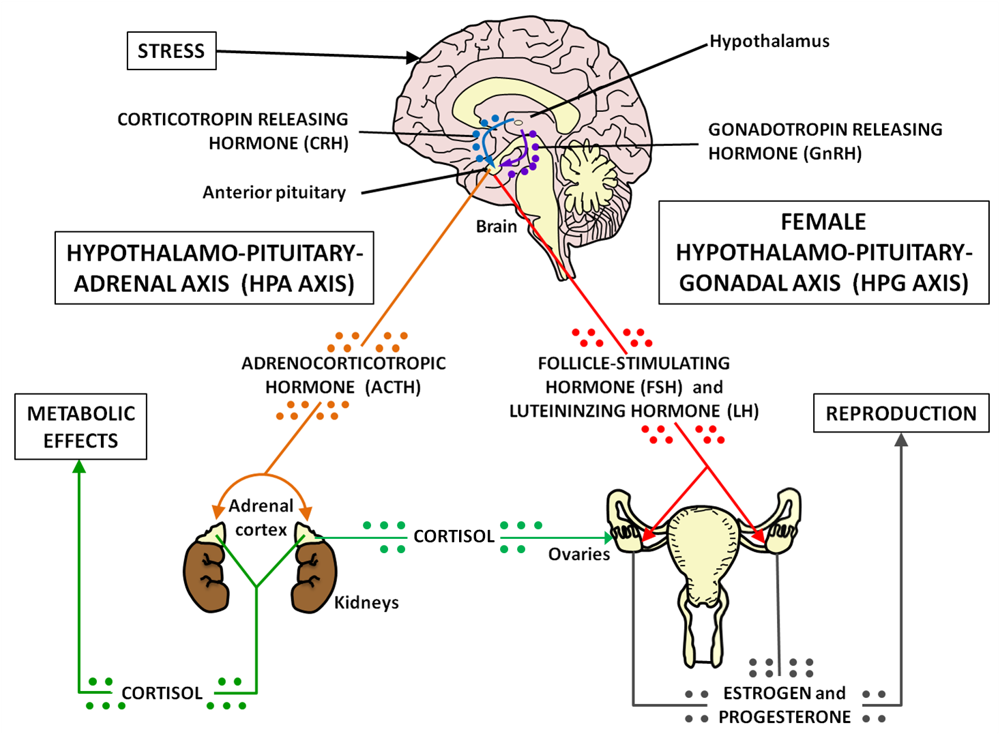 STRESS
Hypothalamus
CORTICOTROPIN RELEASING
HORMONE (CRH)
GONADOTROPIN RELEASING
HORMONE (GnRH)
Anterior pituitary
Brain
HYPOTHALAMO-PITUITARY-
ADRENAL AXIS (HPA AXIS)
FEMALE
HYPOTHALAMO-PITUITARY-
GONADAL AXIS (HPG AXIS)
ADRENOCORTICOTROPIC
HORMONE (ACTH)
FOLLICLE-STIMULATING
HORMONE (FSH) and
LUTEININZING HORMONE (LH)
METABOLIC
EFFECTS
REPRODUCTION
Adrenal
cortex
CORTISOL
Ovaries
Kidneys
CORTISOL
ESTROGEN and
PROGESTERONE